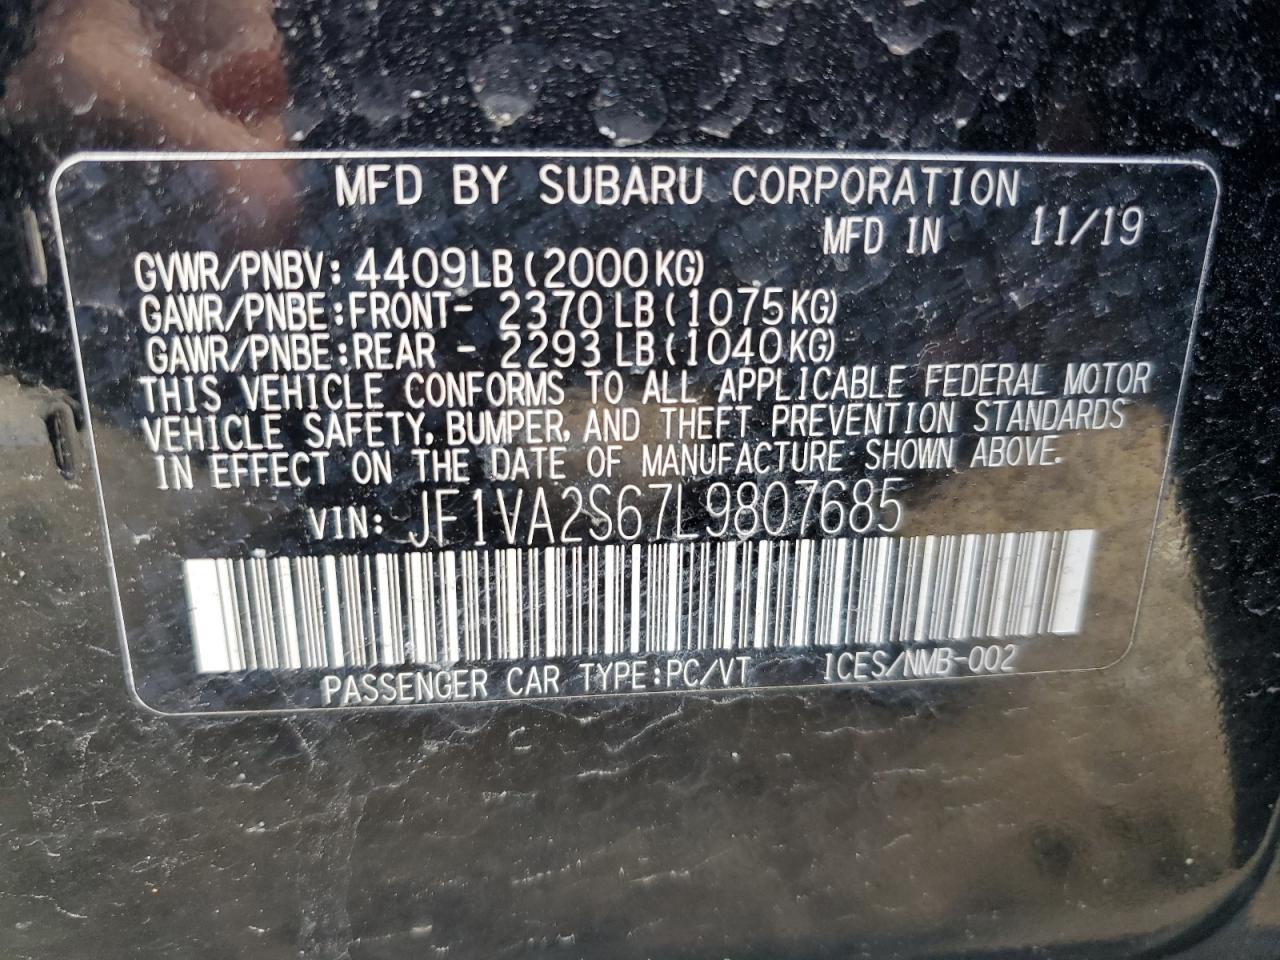 MFD BY SUBARU CORPORATION
MFD IN 11/19
GVWR/PNBV: 4409LB(2000KG)
GAWR/PNBE:FRONT- 2370LB(1075KG)
GAWR/PNBE:REAR - 2293LB(1040KG)
THIS VEHICLE CONFORMS TO ALL APPLICABLE FEDERAL MOTOR
VEHICLE SAFETY, BUMPER, AND THEFT PREVENTION STANDARDS
IN EFFECT ON THE DATE OF MANUFACTURE SHOWN ABOVE.
VIN: JF1VA2S67L9807685
PASSENGER CAR TYPE:PC/VT ICES/NMB-002